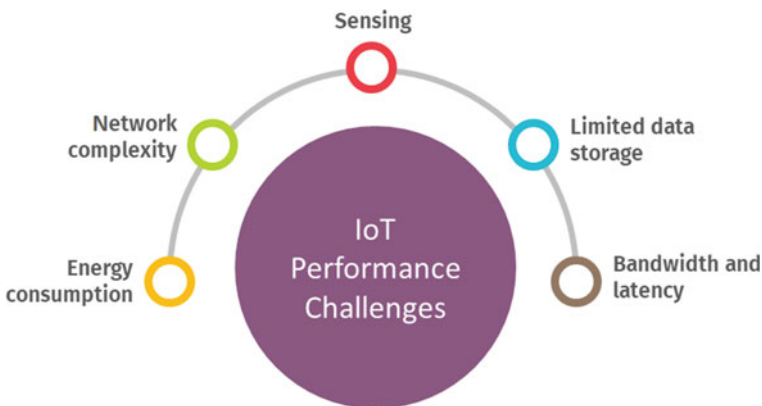 Sensing
Network
complexity
Limited data
storage
Energy
consumption
Bandwidth and
latency
IoT
Performance
Challenges